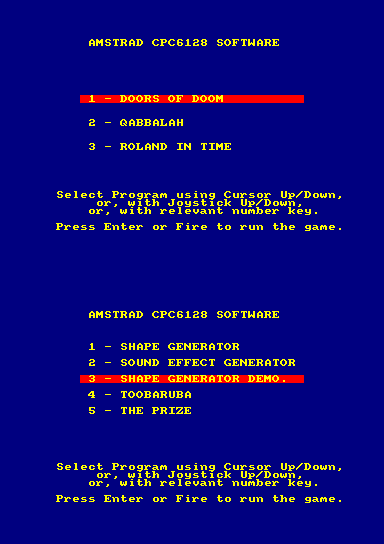 AMSTRAD CPC6128 SOFTWARE
1 - DOORS OF DOOM
2 - QABBALAH
3 - ROLAND IN TIME
Select Program using Cursor Up/Down,
or, with Joystick Up/Down,
or, with relevant number key.
Press Enter or Fire to run the game.
AMSTRAD CPC6128 SOFTWARE
1 - SHAPE GENERATOR
2 - SOUND EFFECT GENERATOR
3 - SHAPE GENERATOR DEMO.
4 - TOOBARUBA
5 - THE PRIZE
Select Program using Cursor Up/Down,
or, with Joystick Up/Down,
or, with relevant number key.
Press Enter or Fire to run the game.